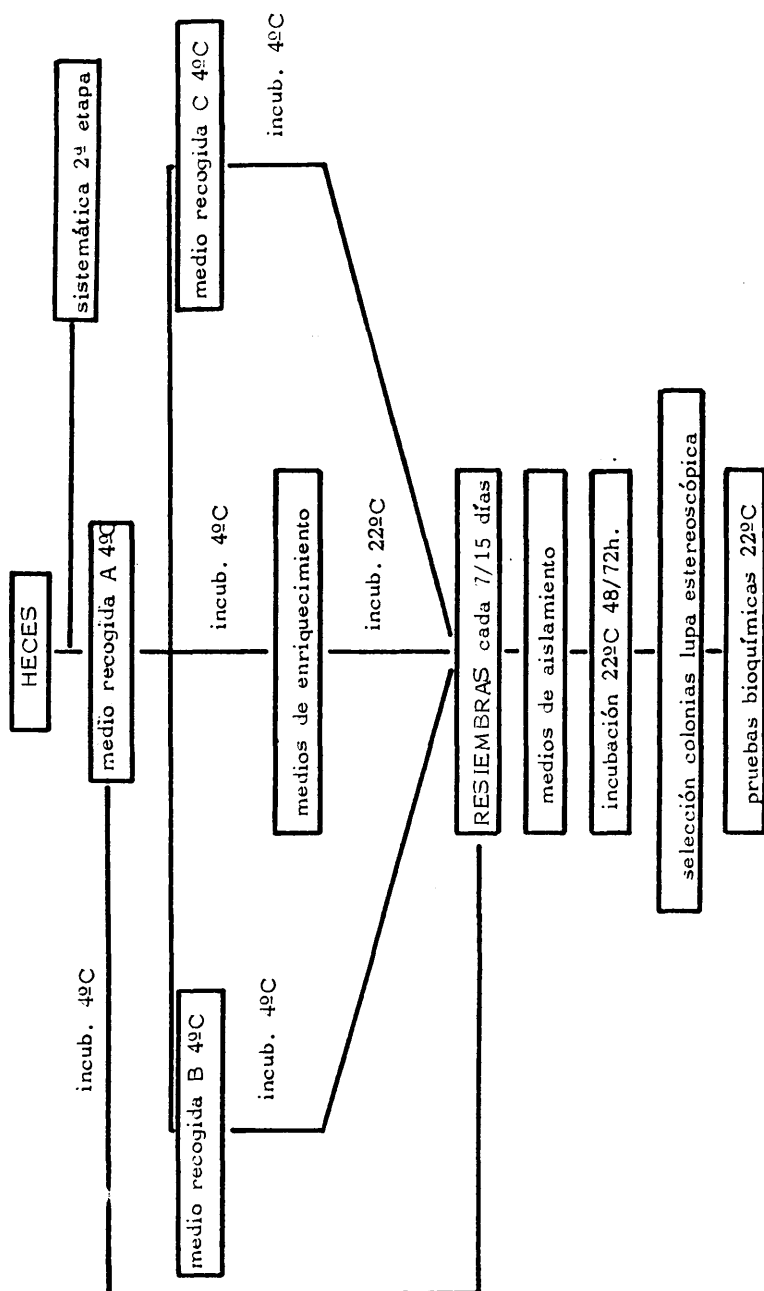 HECES
sistemática 2ª etapa
medio recogida A 4ºC
incub. 4ºC
medio recogida B 4ºC
medio recogida C 4ºC
incub. 4ºC
incub. 4ºC
incub. 4ºC
medios de enriquecimiento
incub. 22ºC
RESIEMBRAS cada 7/15 días
medios de aislamiento
incubación 22ºC 48/72h.
selección colonias lupa estereoscópica
pruebas bioquímicas 22ºC